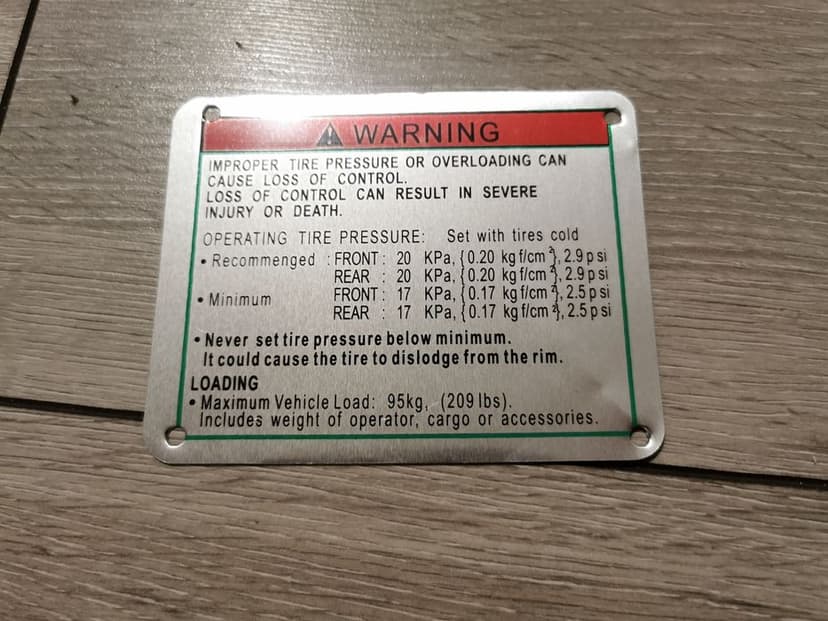 ⚠ WARNING
IMPROPER TIRE PRESSURE OR OVERLOADING CAN
CAUSE LOSS OF CONTROL.
LOSS OF CONTROL CAN RESULT IN SEVERE
INJURY OR DEATH.
OPERATING TIRE PRESSURE: Set with tires cold
• Recommenged : FRONT : 20 KPa, {0.20 kgf/cm²}, 2.9 psi
REAR : 20 KPa, {0.20 kgf/cm²}, 2.9 psi
• Minimum FRONT : 17 KPa, {0.17 kgf/cm²}, 2.5 psi
REAR : 17 KPa, {0.17 kgf/cm²}, 2.5 psi
• Never set tire pressure below minimum.
It could cause the tire to dislodge from the rim.
LOADING
• Maximum Vehicle Load: 95kg, (209 lbs).
Includes weight of operator, cargo or accessories.